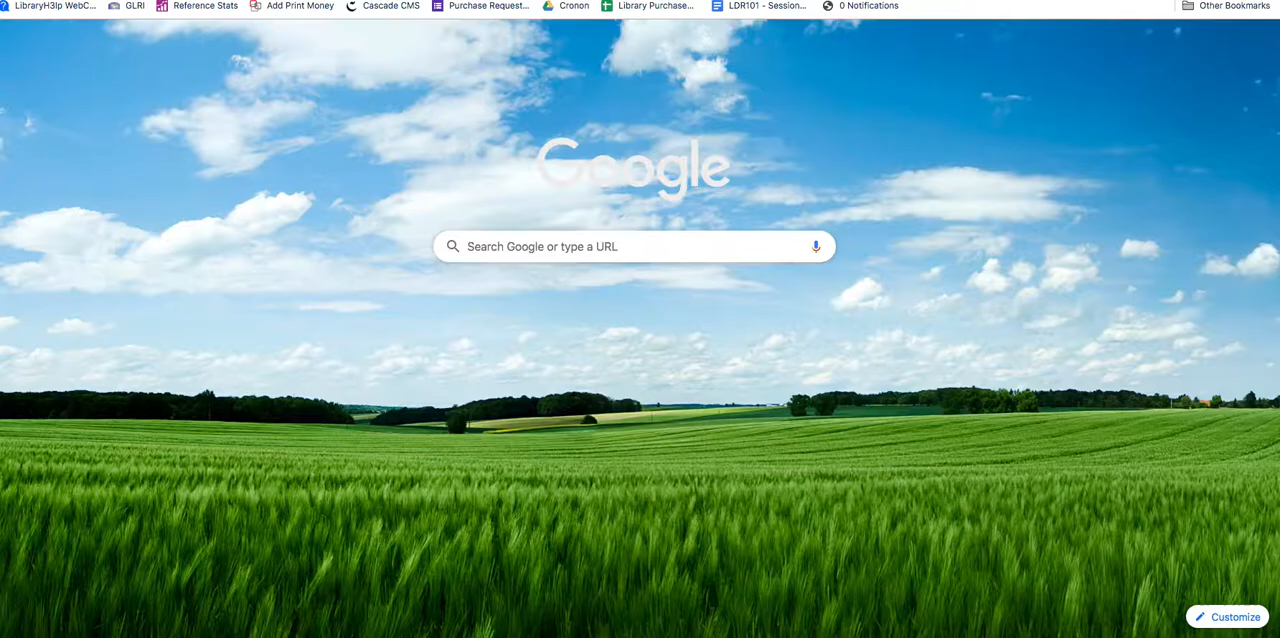 LibraryH3lp WebC... GLRI Reference Stats Add Print Money Cascade CMS Purchase Request... Cronon Library Purchase... LDR101 - Session... 0 Notifications Other Bookmarks
Google
Search Google or type a URL
Customize